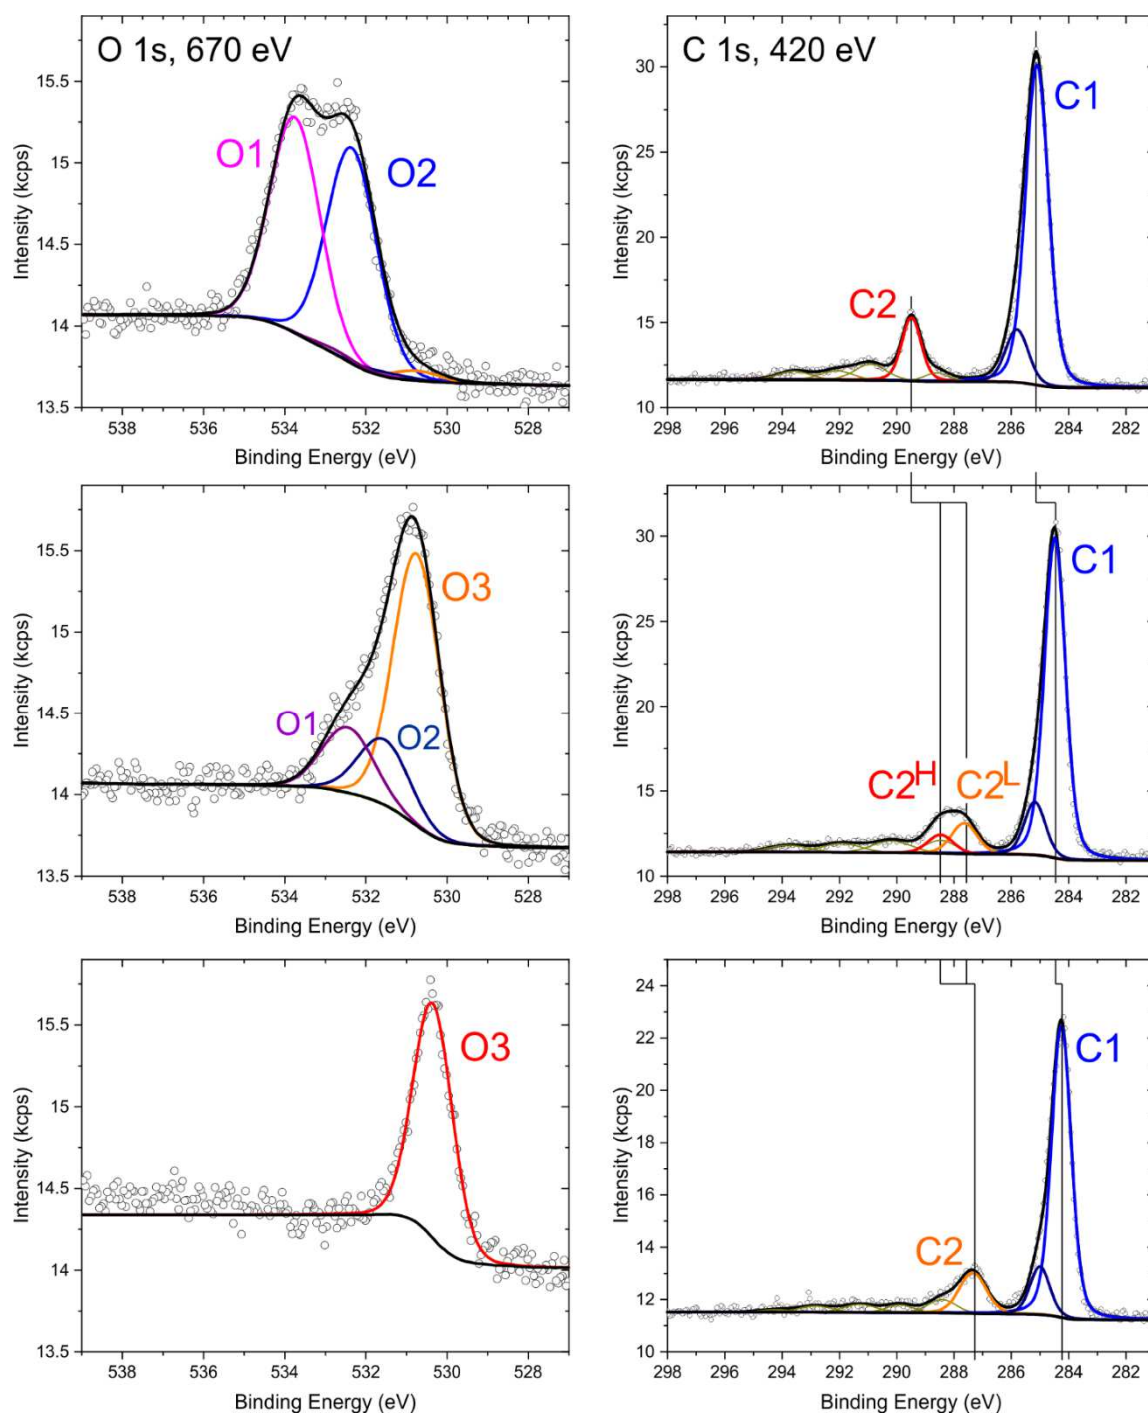 O 1s, 670 eV
O1
O2
Intensity (kcps)
15.5
15
14.5
14
13.5
538 536 534 532 530 528
Binding Energy (eV)
C 1s, 420 eV
C1
C2
Intensity (kcps)
30
25
20
15
10
298 296 294 292 290 288 286 284 282
Binding Energy (eV)
O3
O1
O2
Intensity (kcps)
15.5
15
14.5
14
13.5
538 536 534 532 530 528
Binding Energy (eV)
C1
C2H C2L
Intensity (kcps)
30
25
20
15
10
298 296 294 292 290 288 286 284 282
Binding Energy (eV)
O3
Intensity (kcps)
15.5
15
14.5
14
13.5
538 536 534 532 530 528
Binding Energy (eV)
C1
C2
Intensity (kcps)
24
22
20
18
16
14
12
10
298 296 294 292 290 288 286 284 282
Binding Energy (eV)